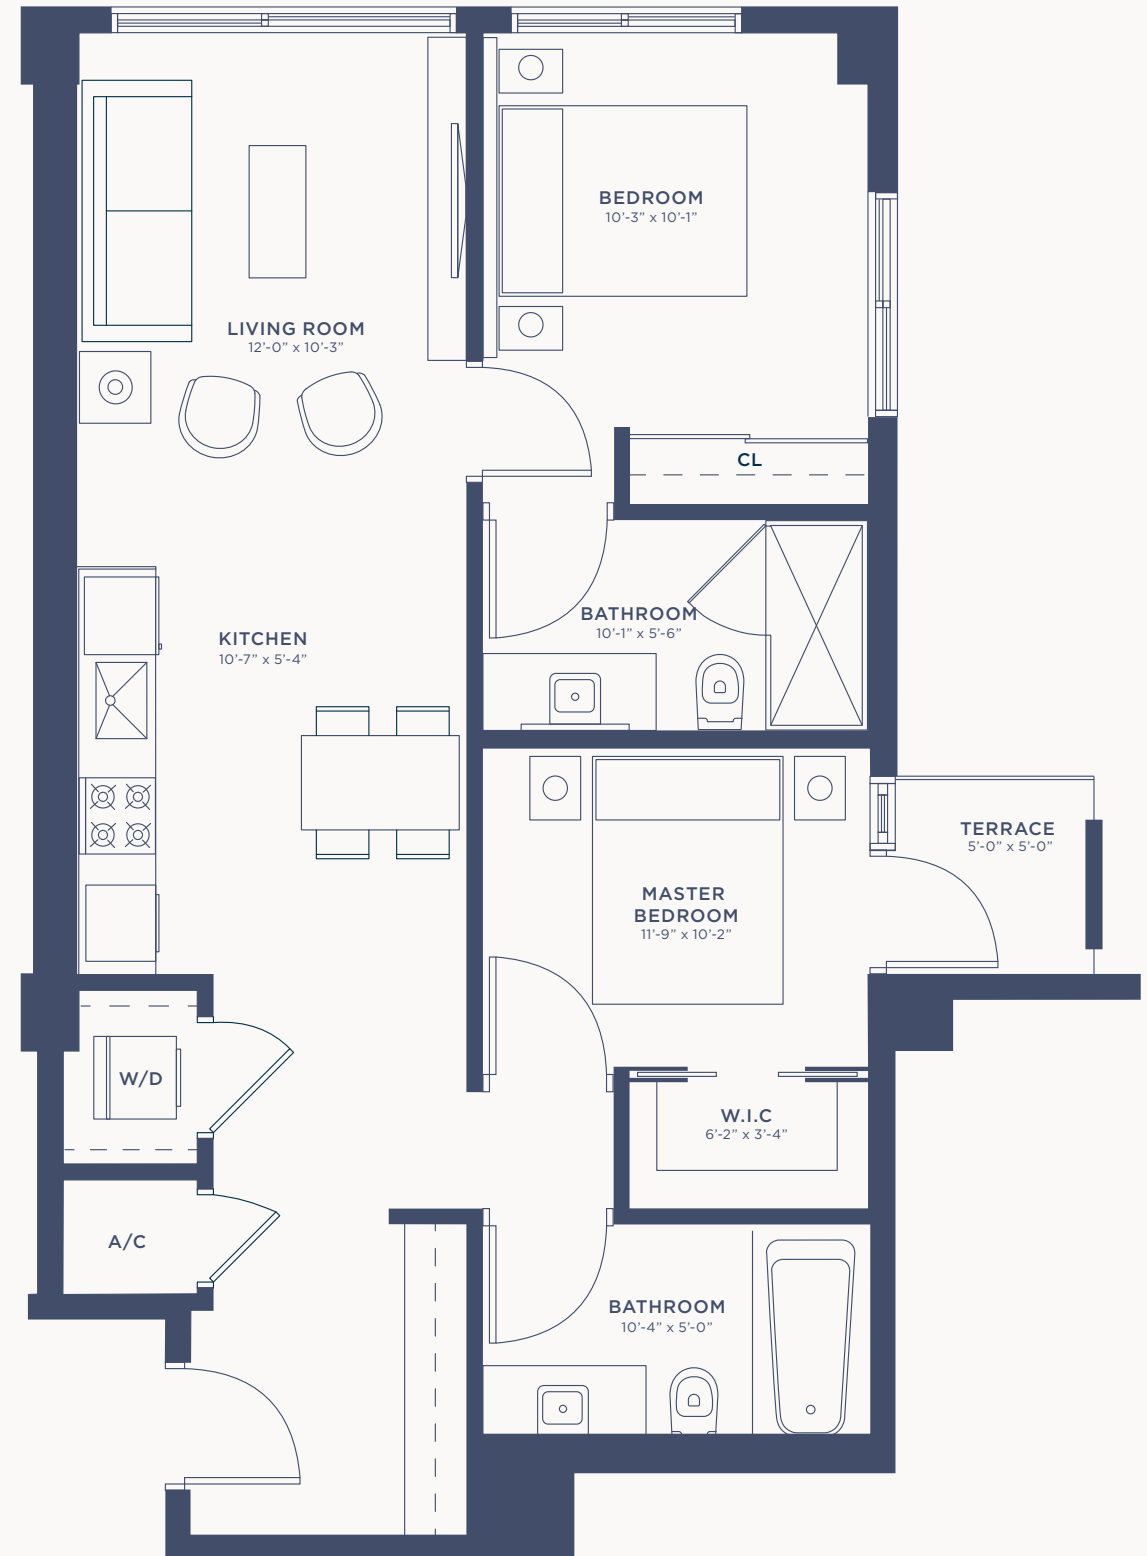 BEDROOM
10'-3" x 10'-1"
LIVING ROOM
12'-0" x 10'-3"
CL
BATHROOM
10'-1" x 5'-6"
KITCHEN
10'-7" x 5'-4"
TERRACE
5'-0" x 5'-0"
MASTER
BEDROOM
11'-9" x 10'-2"
W/D
W.I.C
6'-2" x 3'-4"
A/C
BATHROOM
10'-4" x 5'-0"